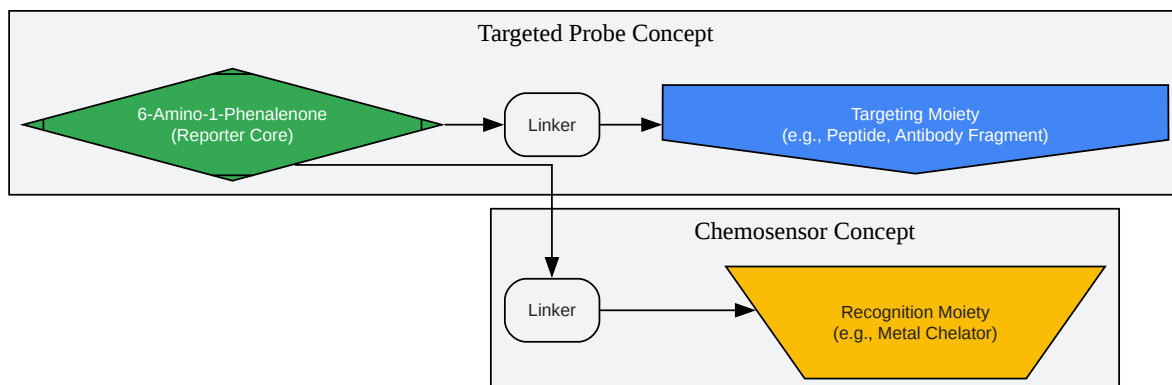 Targeted Probe Concept
6-Amino-1-Phenalenone
(Reporter Core)
Linker
Targeting Moiety
(e.g., Peptide, Antibody Fragment)
Chemosensor Concept
Linker
Recognition Moiety
(e.g., Metal Chelator)